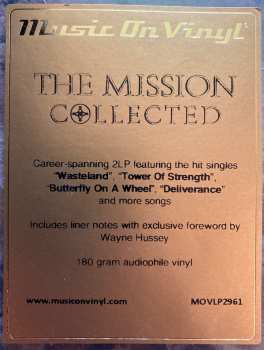 Music On Vinyl
THE MISSION
COLLECTED
Career-spanning 2LP featuring the hit singles
"Wasteland", "Tower Of Strength",
"Butterfly On A Wheel", "Deliverance"
and more songs
Includes liner notes with exclusive foreword by
Wayne Hussey
180 gram audiophile vinyl
www.musiconvinyl.com MOVLP2961